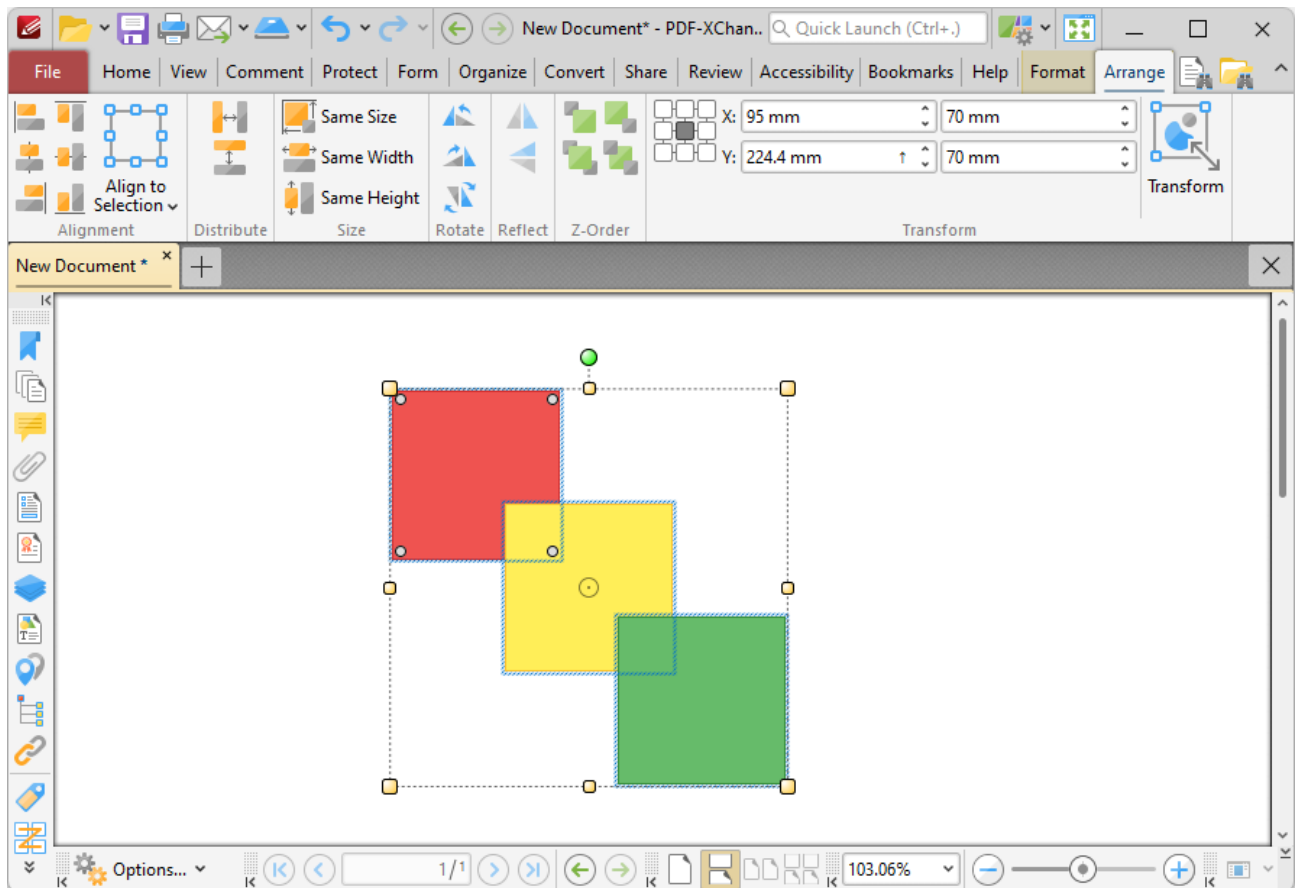 New Document* - PDF-XChan.. Quick Launch (Ctrl+.)
File Home View Comment Protect Form Organize Convert Share Review Accessibility Bookmarks Help Format Arrange
Same Size X: 95 mm 70 mm
Same Width Y: 224.4 mm ↑ 70 mm
Align to Selection
Same Height
Transform
Alignment Distribute Size Rotate Reflect Z-Order Transform
New Document *
Options... 1/1 103.06%